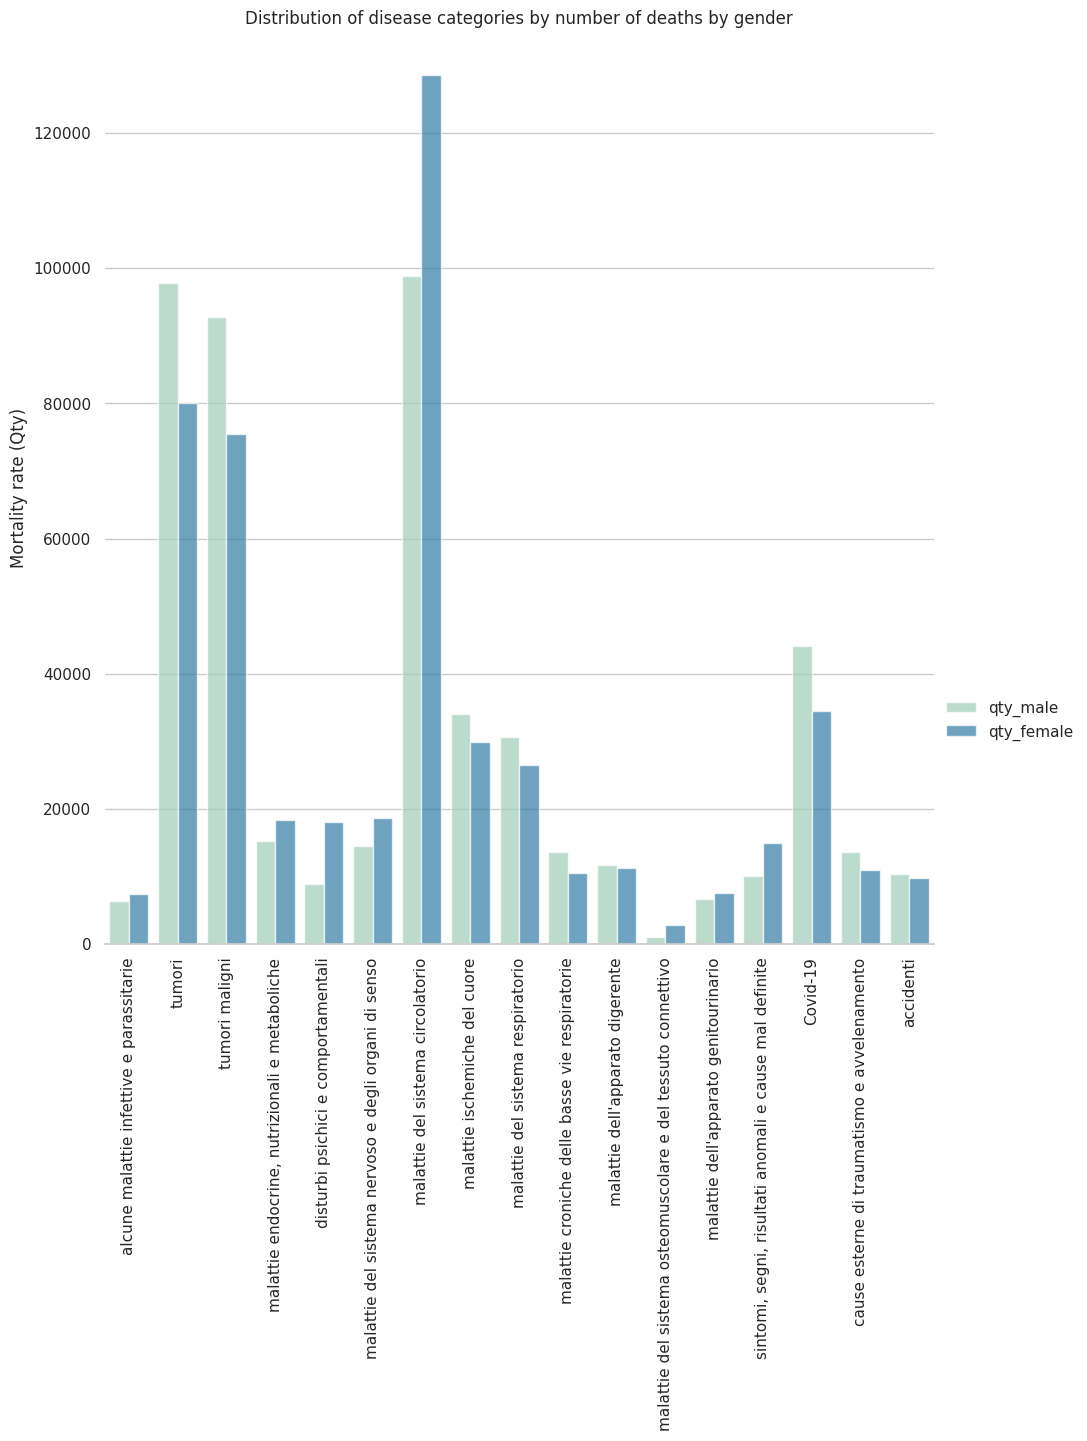 Distribution of disease categories by number of deaths by gender
Mortality rate (Qty)
120000
100000
80000
60000
40000
20000
0
qty_male
qty_female
alcune malattie infettive e parassitarie
tumori
tumori maligni
malattie endocrine, nutrizionali e metaboliche
disturbi psichici e comportamentali
malattie del sistema nervoso e degli organi di senso
malattie del sistema circolatorio
malattie ischemiche del cuore
malattie del sistema respiratorio
malattie croniche delle basse vie respiratorie
malattie dell'apparato digerente
malattie del sistema osteomuscolare e del tessuto connettivo
malattie dell'apparato genitourinario
sintomi, segni, risultati anomali e cause mal definite
Covid-19
cause esterne di traumatismo e avvelenamento
accidenti